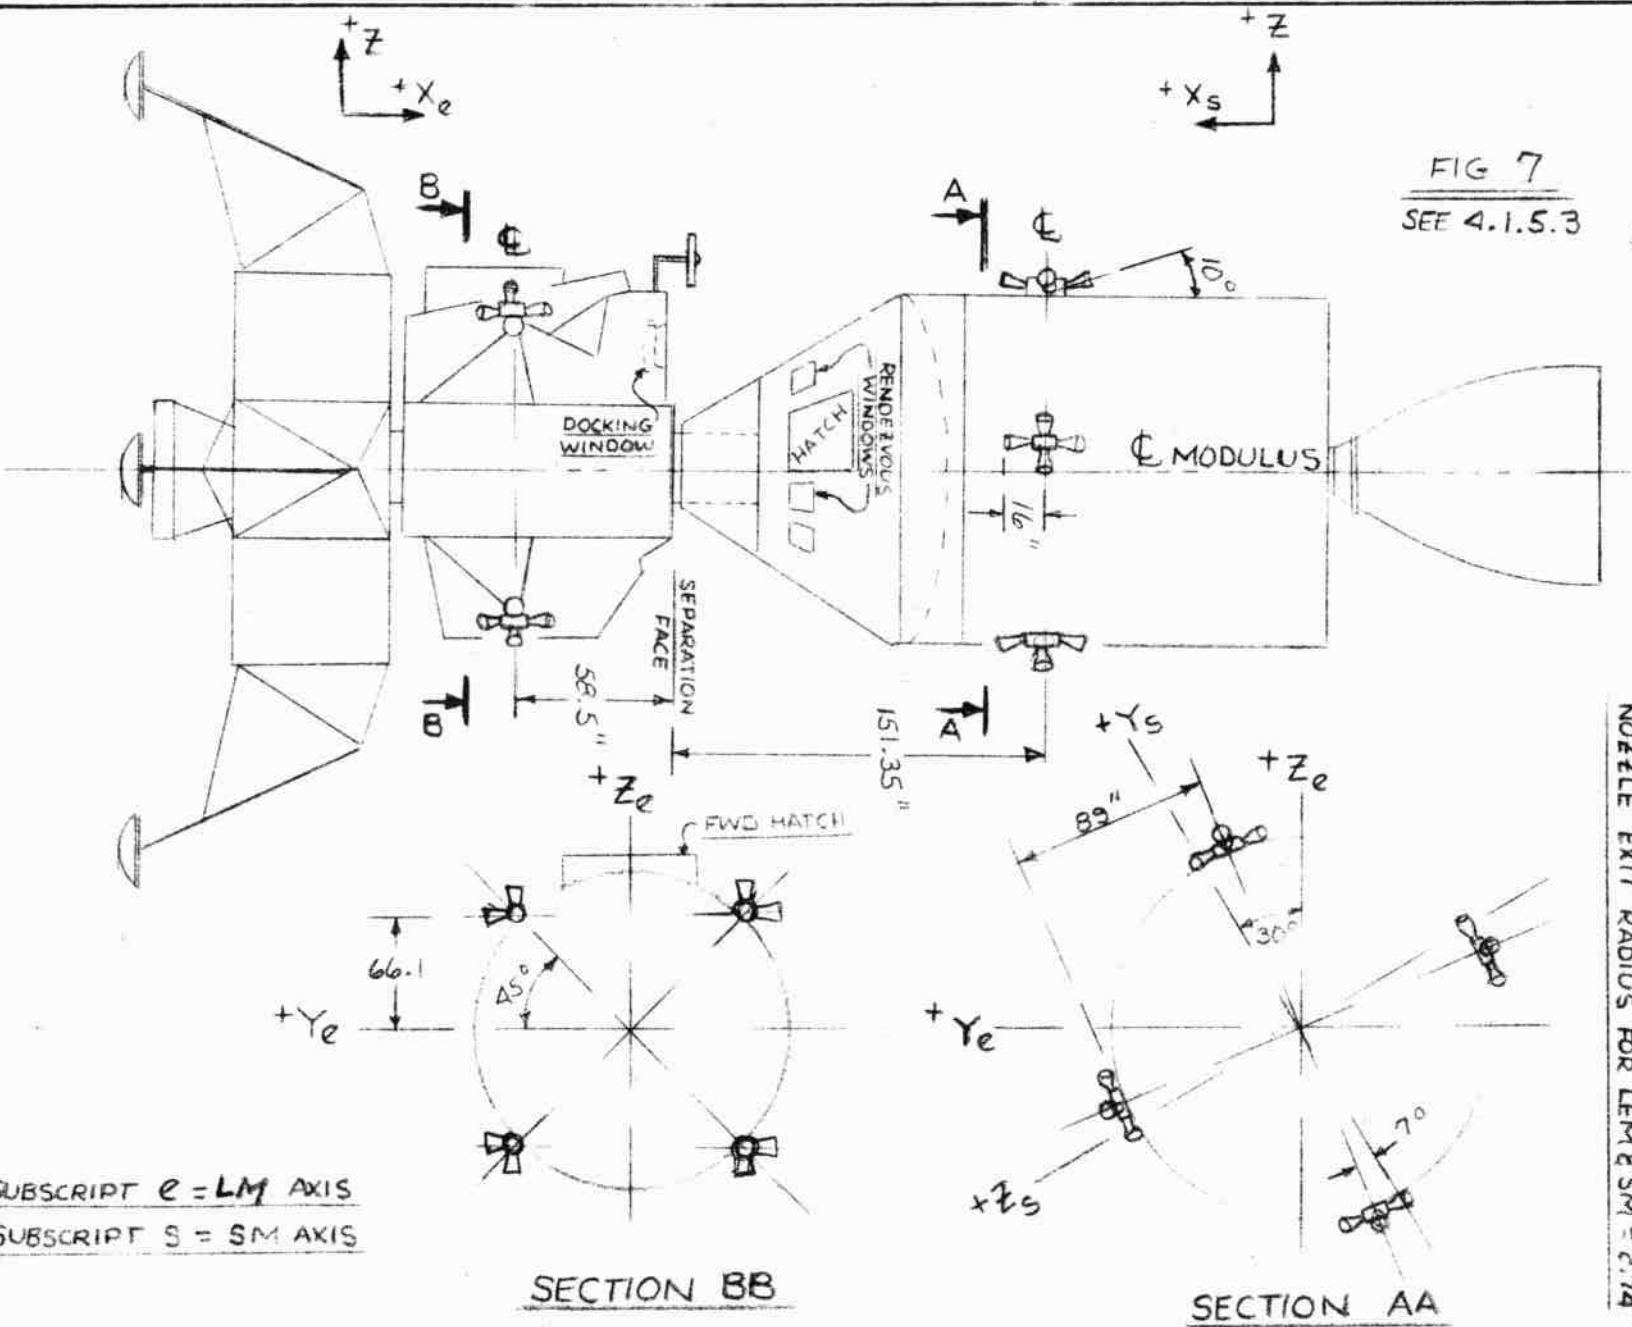 +Z
+Xe
+Z
+Xs
FIG 7
SEE 4.1.5.3
B
℄
A
℄
10°
DOCKING
WINDOW
HATCH
RENDEZVOUS
WINDOWS
℄ MODULUS
16"
SEPARATION
FACE
58.5"
B
A
151.35"
+Ze
FWD HATCH
66.1
45°
+Ye
+Ys
+Ze
89"
30°
+Ye
7°
+Zs
NOZZLE EXIT RADIUS FOR LEM & SM =
SUBSCRIPT e = LM AXIS
SUBSCRIPT S = SM AXIS
SECTION BB
SECTION AA